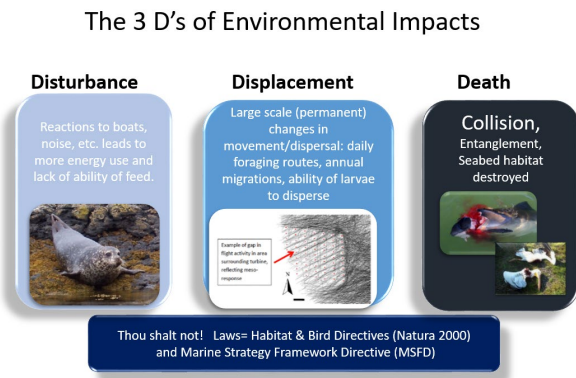 The 3 D's of Environmental Impacts
Disturbance
Reactions to boats,
noise, etc. leads to
more energy use and
lack of ability of feed.
Displacement
Large scale (permanent)
changes in
movement/dispersal: daily
foraging routes, annual
migrations, ability of larvae
to disperse
Example of gap in
flight activity in area
surrounding turbine,
reflecting meso-
response
N
Death
Collision,
Entanglement,
Seabed habitat
destroyed
Thou shalt not! Laws= Habitat & Bird Directives (Natura 2000)
and Marine Strategy Framework Directive (MSFD)